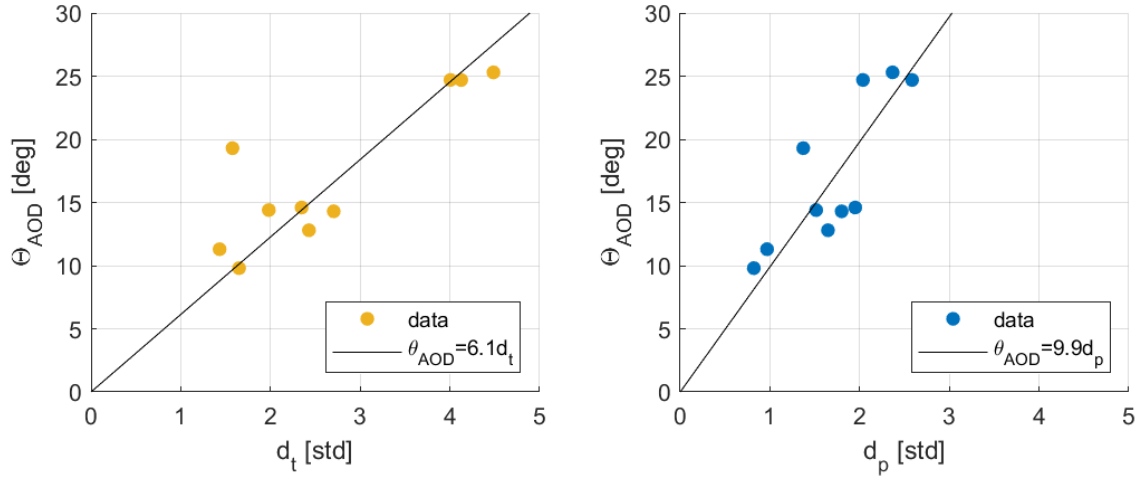 30
25
20
15
10
5
0
Θ_AOD [deg]
data
θ_AOD=6.1d_t
0 1 2 3 4 5
d_t [std]
30
25
20
15
10
5
0
Θ_AOD [deg]
data
θ_AOD=9.9d_p
0 1 2 3 4 5
d_p [std]